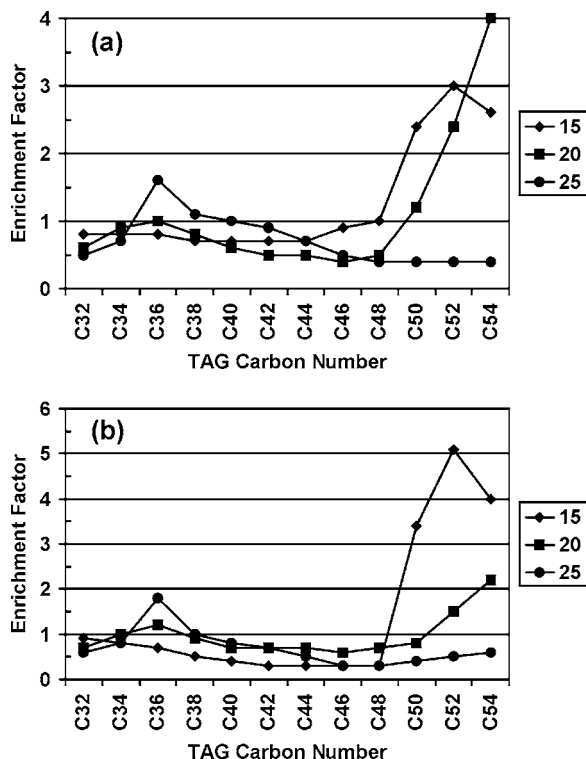 (a)
Enrichment Factor
4
3
2
1
0
C32
C34
C36
C38
C40
C42
C44
C46
C48
C50
C52
C54
TAG Carbon Number
15
20
25
(b)
Enrichment Factor
6
5
4
3
2
1
0
C32
C34
C36
C38
C40
C42
C44
C46
C48
C50
C52
C54
TAG Carbon Number
15
20
25